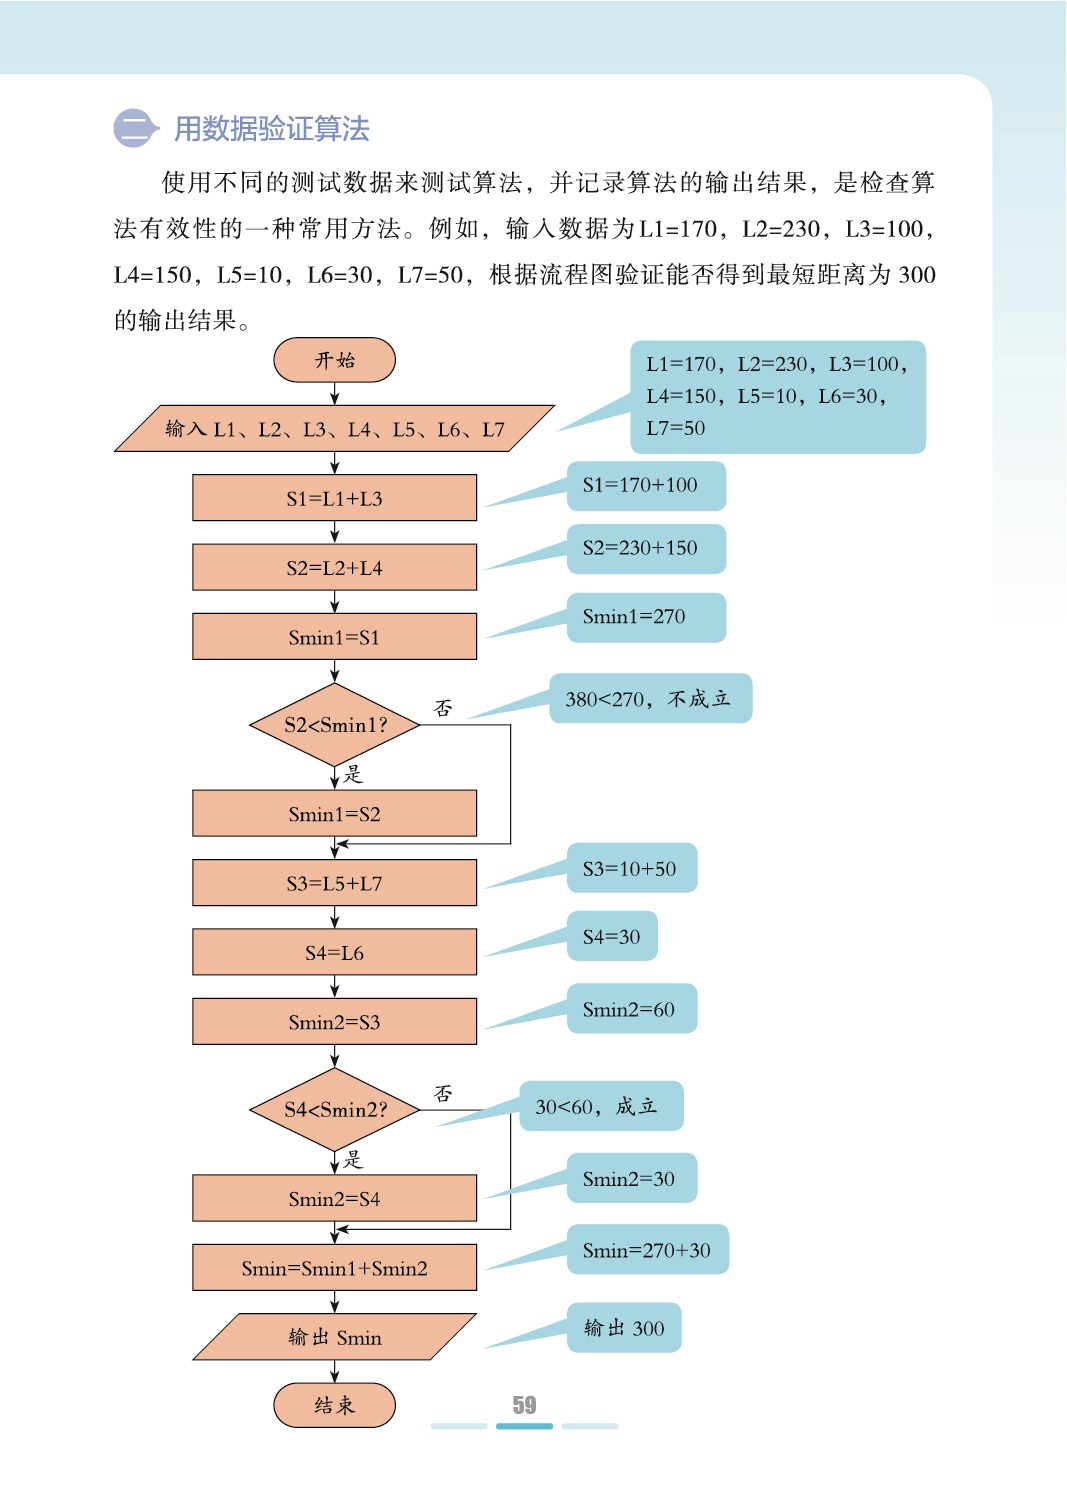 二 用数据验证算法
使用不同的测试数据来测试算法，并记录算法的输出结果，是检查算
法有效性的一种常用方法。例如，输入数据为L1=170，L2=230，L3=100，
L4=150，L5=10，L6=30，L7=50，根据流程图验证能否得到最短距离为 300
的输出结果。
开始
L1=170，L2=230，L3=100，
L4=150，L5=10，L6=30，
L7=50
输入 L1、L2、L3、L4、L5、L6、L7
S1=L1+L3
S1=170+100
S2=L2+L4
S2=230+150
Smin1=S1
Smin1=270
S2<Smin1?
否
380<270，不成立
是
Smin1=S2
S3=L5+L7
S3=10+50
S4=L6
S4=30
Smin2=S3
Smin2=60
S4<Smin2?
否
30<60，成立
是
Smin2=S4
Smin2=30
Smin=Smin1+Smin2
Smin=270+30
输出 Smin
输出 300
结束
59